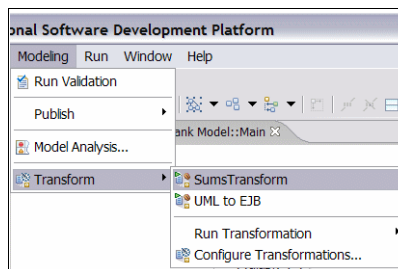 onal Software Development Platform
Modeling Run Window Help
Run Validation
Publish
ank Model::Main
Model Analysis...
Transform
SumsTransform
UML to EJB
Run Transformation
Configure Transformations...